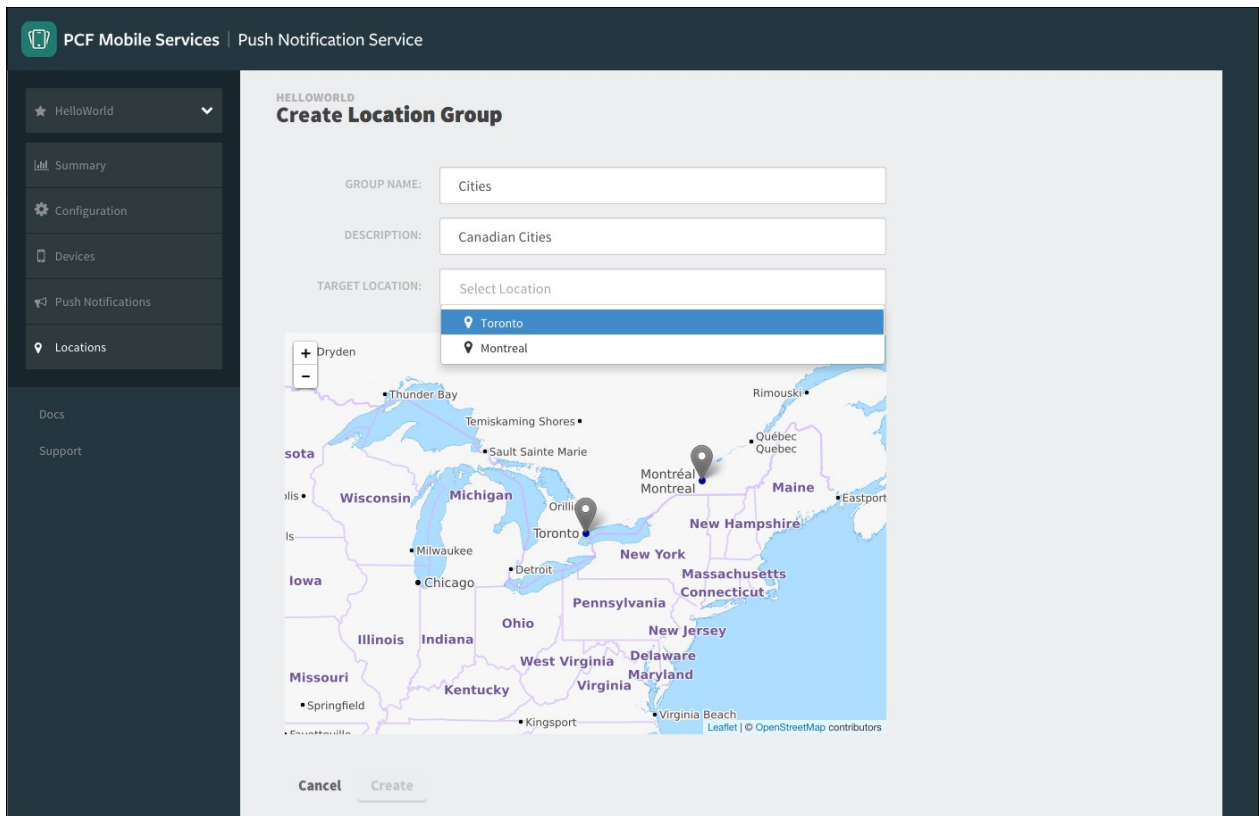 PCF Mobile Services | Push Notification Service
HelloWorld
Summary
Configuration
Devices
Push Notifications
Locations
Docs
Support
HELLOWORLD
Create Location Group
GROUP NAME: Cities
DESCRIPTION: Canadian Cities
TARGET LOCATION: Select Location
Toronto
Montreal
+
−
Dryden
Thunder Bay
Rimouski
Temiskaming Shores
Québec
Quebec
sota
Sault Sainte Marie
Montréal
Montreal
Maine
Eastport
Wisconsin
Michigan
Orilli
New Hampshire
Toronto
Milwaukee
New York
Detroit
Massachusetts
Iowa
Chicago
Connecticut
Pennsylvania
Ohio
New Jersey
Illinois
Indiana
West Virginia
Delaware
Maryland
Missouri
Kentucky
Virginia
Springfield
Kingsport
Virginia Beach
Leaflet | © OpenStreetMap contributors
Cancel
Create